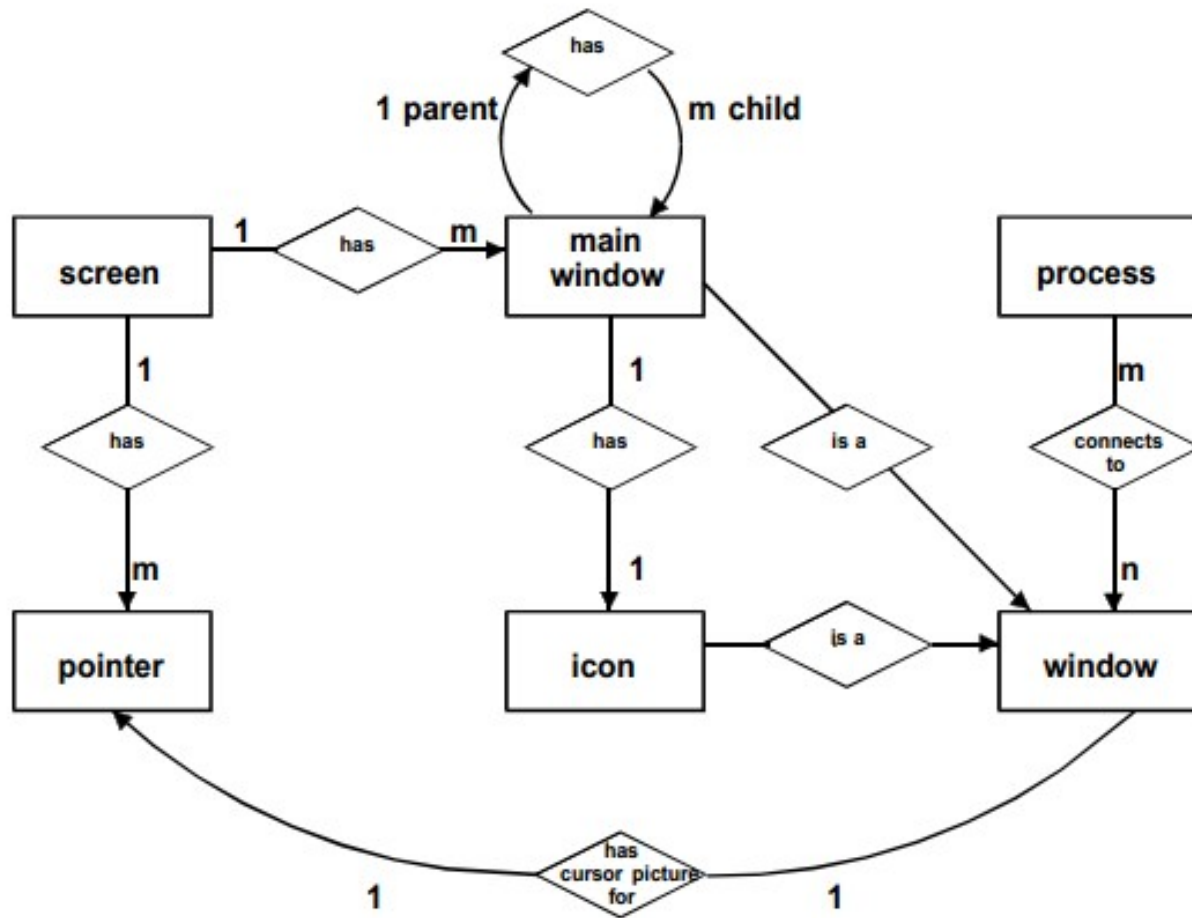 has
1 parent
m child
screen
1
has
m
main
window
process
1
has
m
1
has
1
is a
m
connects
to
n
pointer
icon
is a
window
1
has
cursor picture
for
1